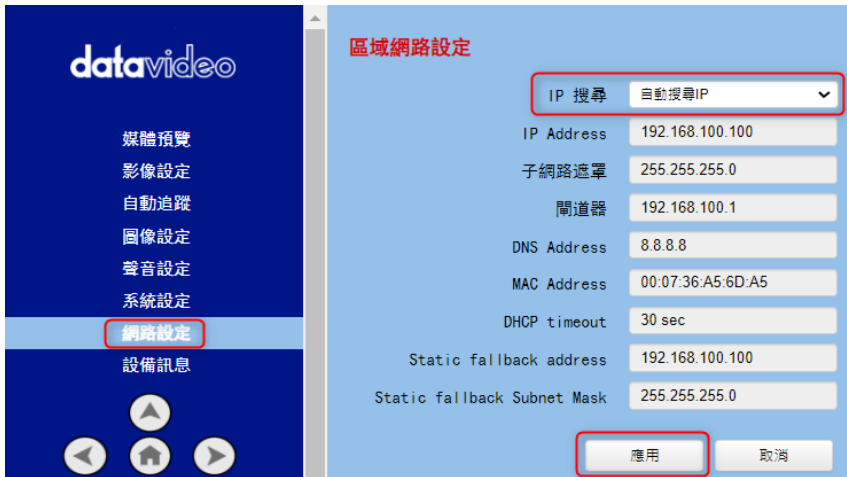 datavideo
媒體預覽
影像設定
自動追蹤
圖像設定
聲音設定
系統設定
網路設定
設備訊息
區域網路設定
IP 搜尋 自動搜尋IP
IP Address 192.168.100.100
子網路遮罩 255.255.255.0
閘道器 192.168.100.1
DNS Address 8.8.8.8
MAC Address 00:07:36:A5:6D:A5
DHCP timeout 30 sec
Static fallback address 192.168.100.100
Static fallback Subnet Mask 255.255.255.0
應用 取消